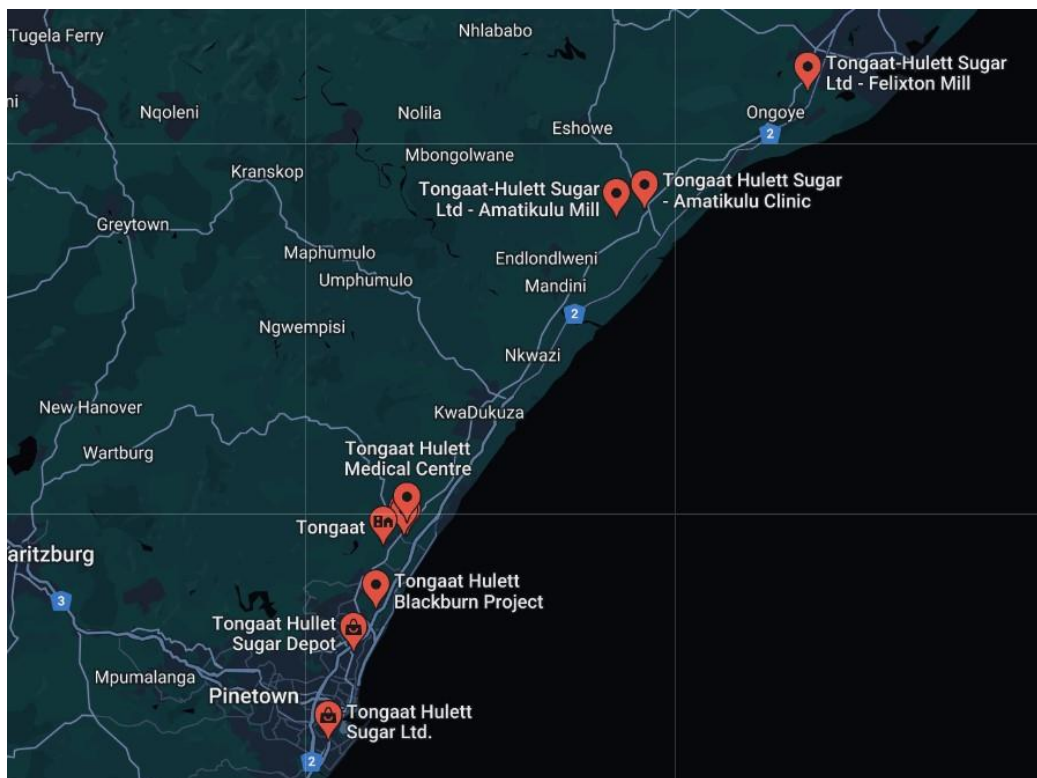 Tugela Ferry
Nhlababo
Tongaat-Hulett Sugar
Ltd - Felixton Mill
ni
Nqoleni
Nolila
Ongoye
Eshowe
2
Mbongolwane
Kranskop
Tongaat-Hulett Sugar
Ltd - Amatikulu Mill
Tongaat Hulett Sugar
- Amatikulu Clinic
Greytown
Maphumulo
Endlondlweni
Umphumulo
Mandini
2
Ngwempisi
Nkwazi
New Hanover
KwaDukuza
Wartburg
Tongaat Hulett
Medical Centre
Tongaat
aritzburg
Tongaat Hulett
Blackburn Project
3
Tongaat Hullet
Sugar Depot
Mpumalanga
Pinetown
Tongaat Hulett
Sugar Ltd.
2